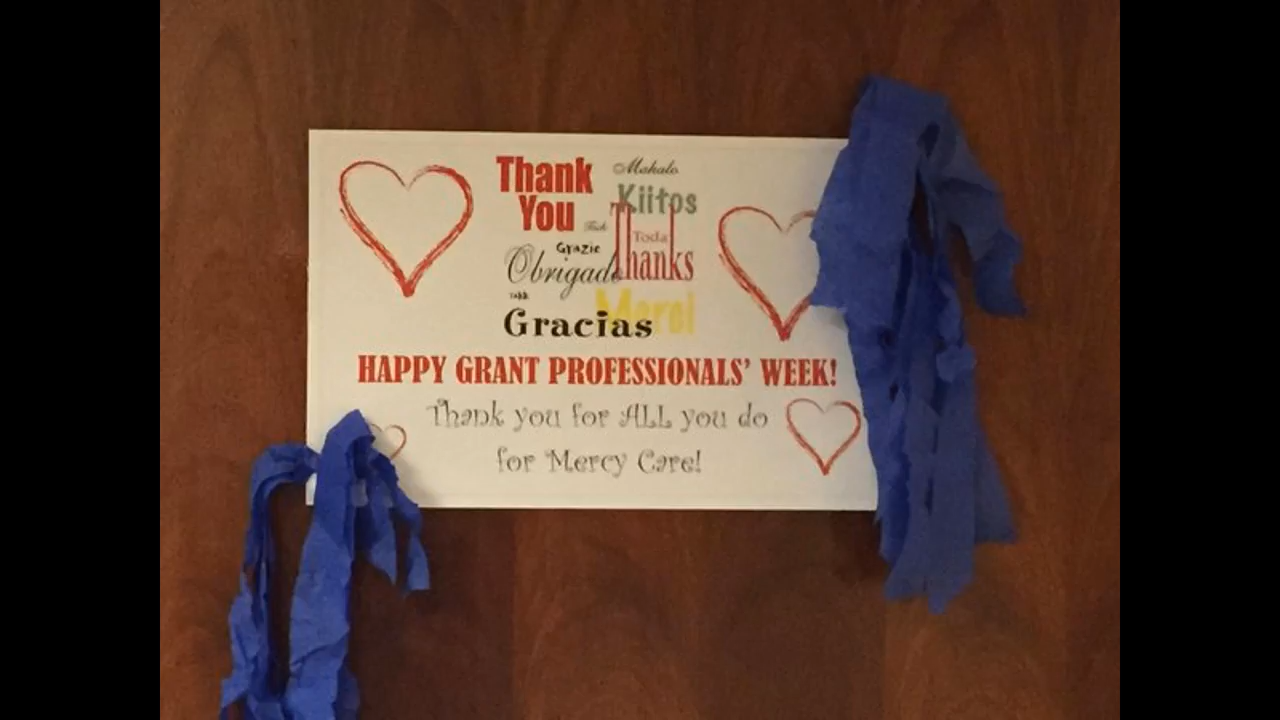 Thank
You
Mahalo
Kiitos
Toda
Thanks
Grazie
Obrigado
Takk
Merci
Gracias
HAPPY GRANT PROFESSIONALS' WEEK!
Thank you for ALL you do
for Mercy Care!